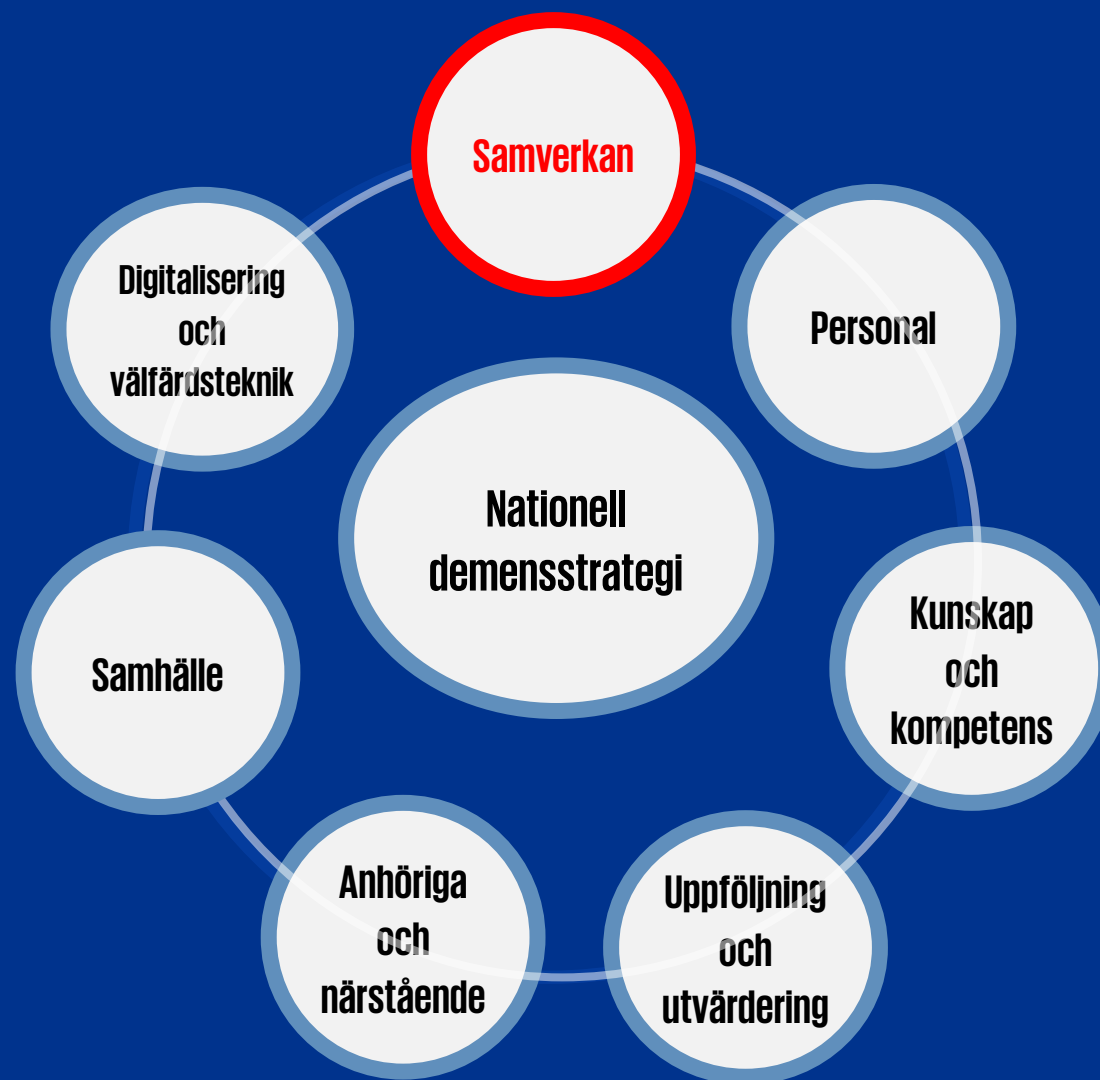 Samverkan
Digitalisering
och
välfärdsteknik
Personal
Nationell
demensstrategi
Kunskap
och
kompetens
Samhälle
Anhöriga
och
närstående
Uppföljning
och
utvärdering